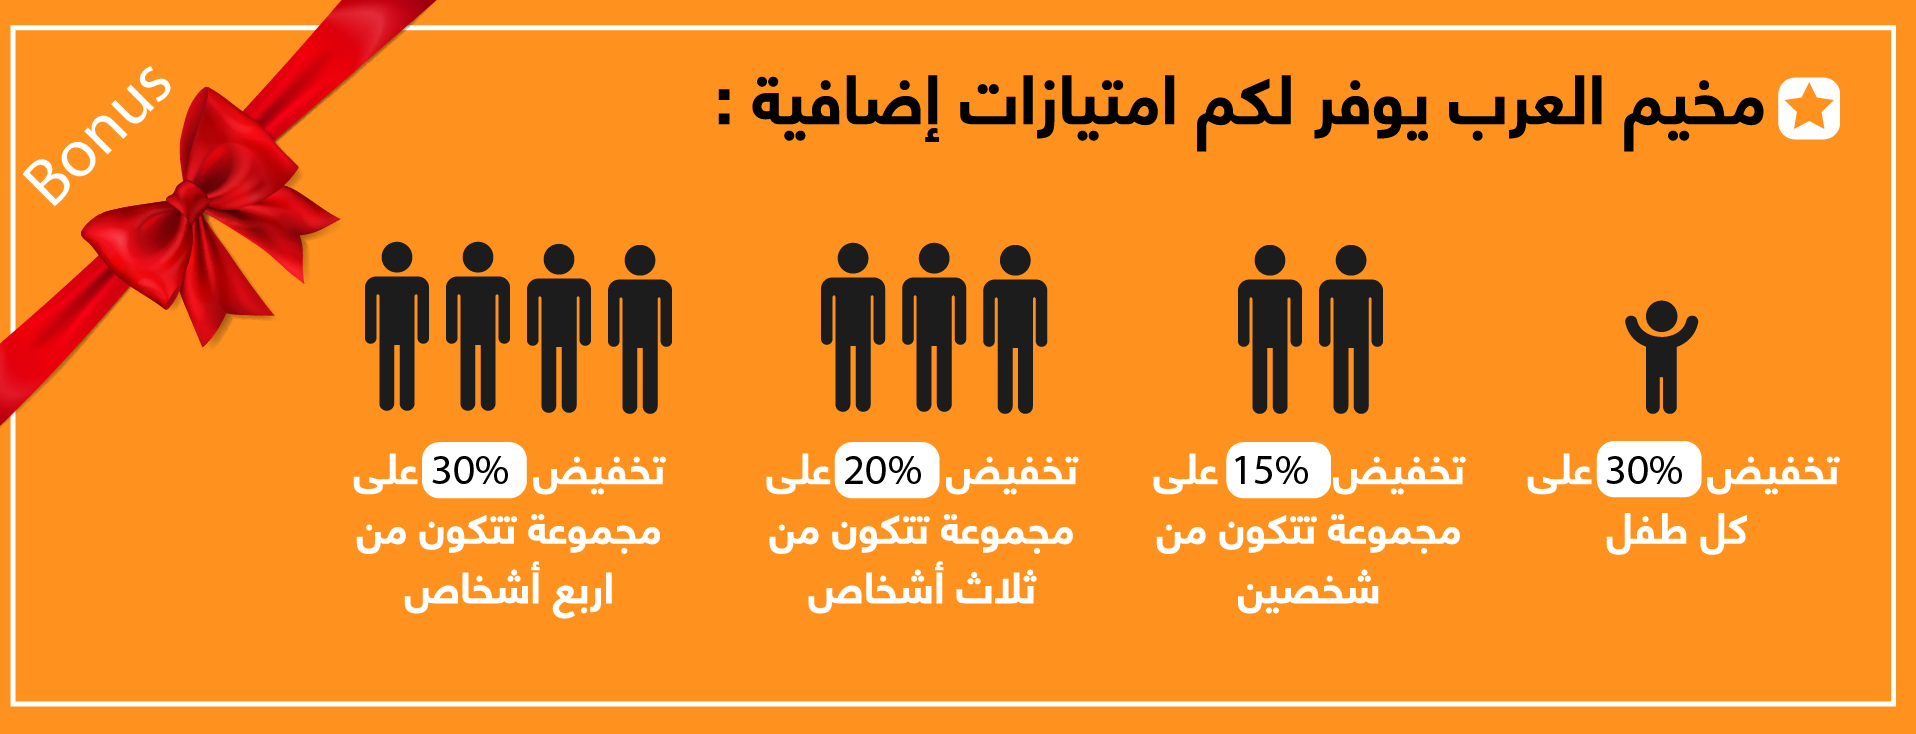 مخيم العرب يوفر لكم امتيازات إضافية :
Bonus
تخفيض 30% على
كل طفل
تخفيض 15% على
مجموعة تتكون من
شخصين
تخفيض 20% على
مجموعة تتكون من
ثلاث أشخاص
تخفيض 30% على
مجموعة تتكون من
اربع أشخاص